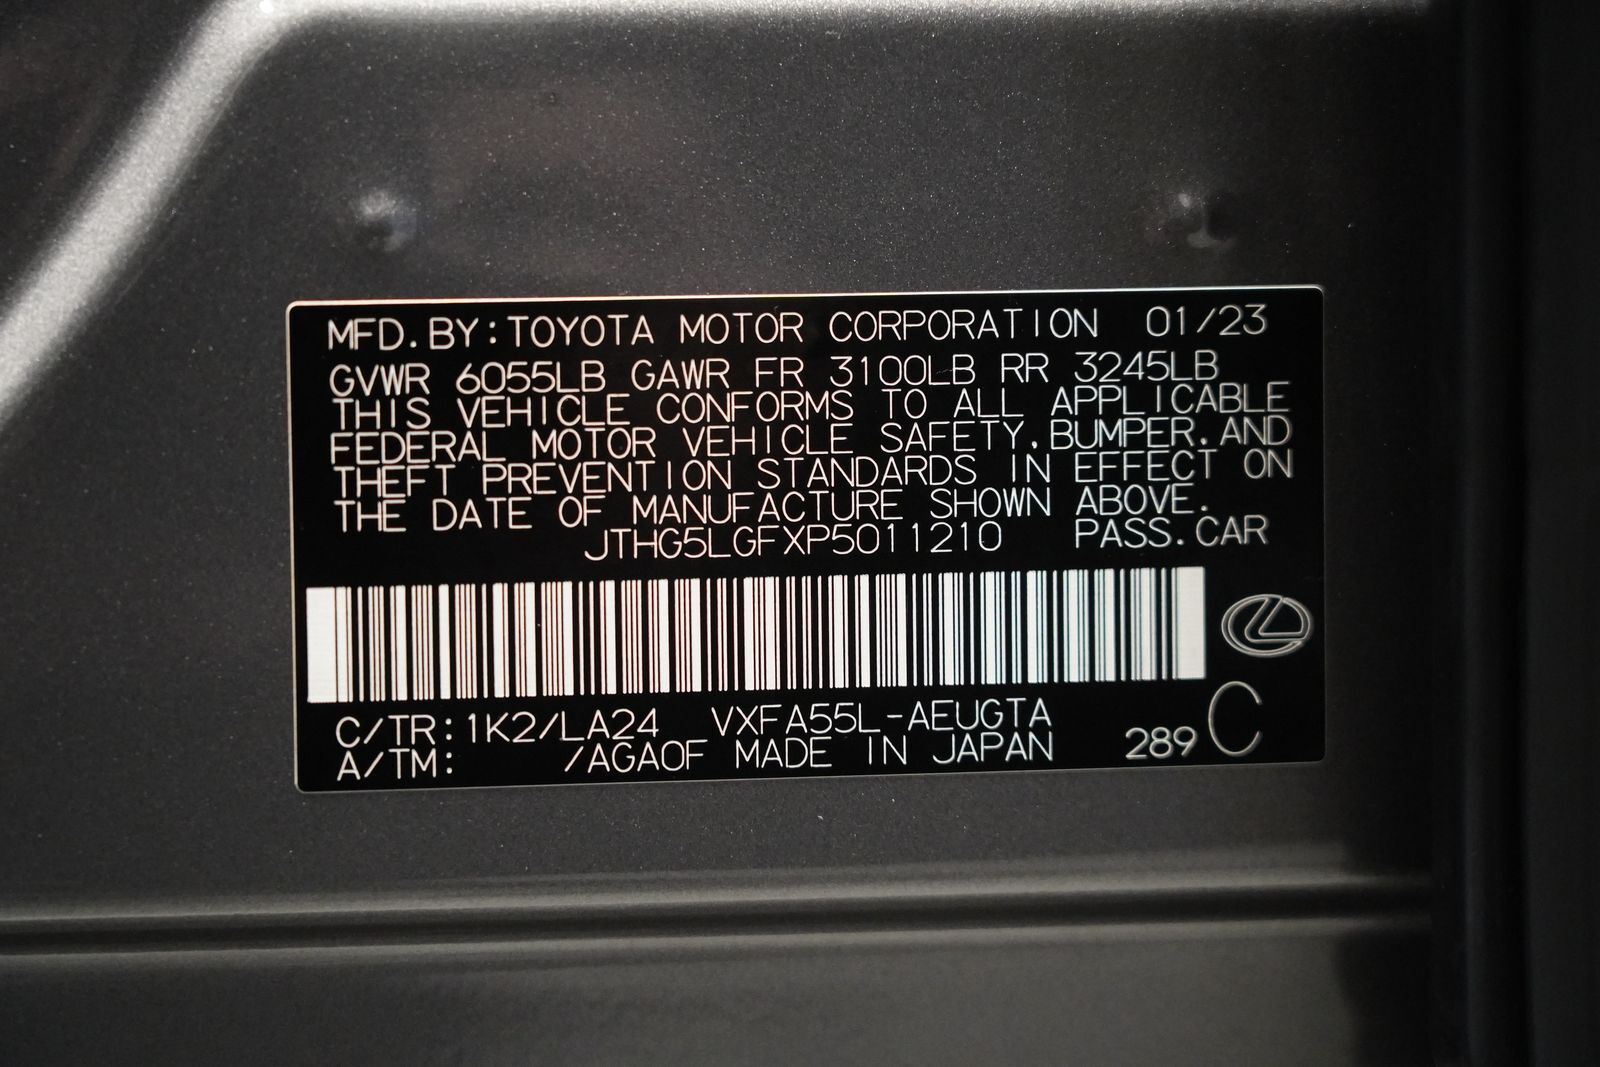 MFD.BY:TOYOTA MOTOR CORPORATION 01/23
GVWR 6055LB GAWR FR 3100LB RR 3245LB
THIS VEHICLE CONFORMS TO ALL APPLICABLE
FEDERAL MOTOR VEHICLE SAFETY,BUMPER,AND
THEFT PREVENTION STANDARDS IN EFFECT ON
THE DATE OF MANUFACTURE SHOWN ABOVE.
JTHG5LGFXP5011210 PASS.CAR
C/TR:1K2/LA24 VXFA55L-AEUGTA
A/TM: /AGA0F MADE IN JAPAN 289 C